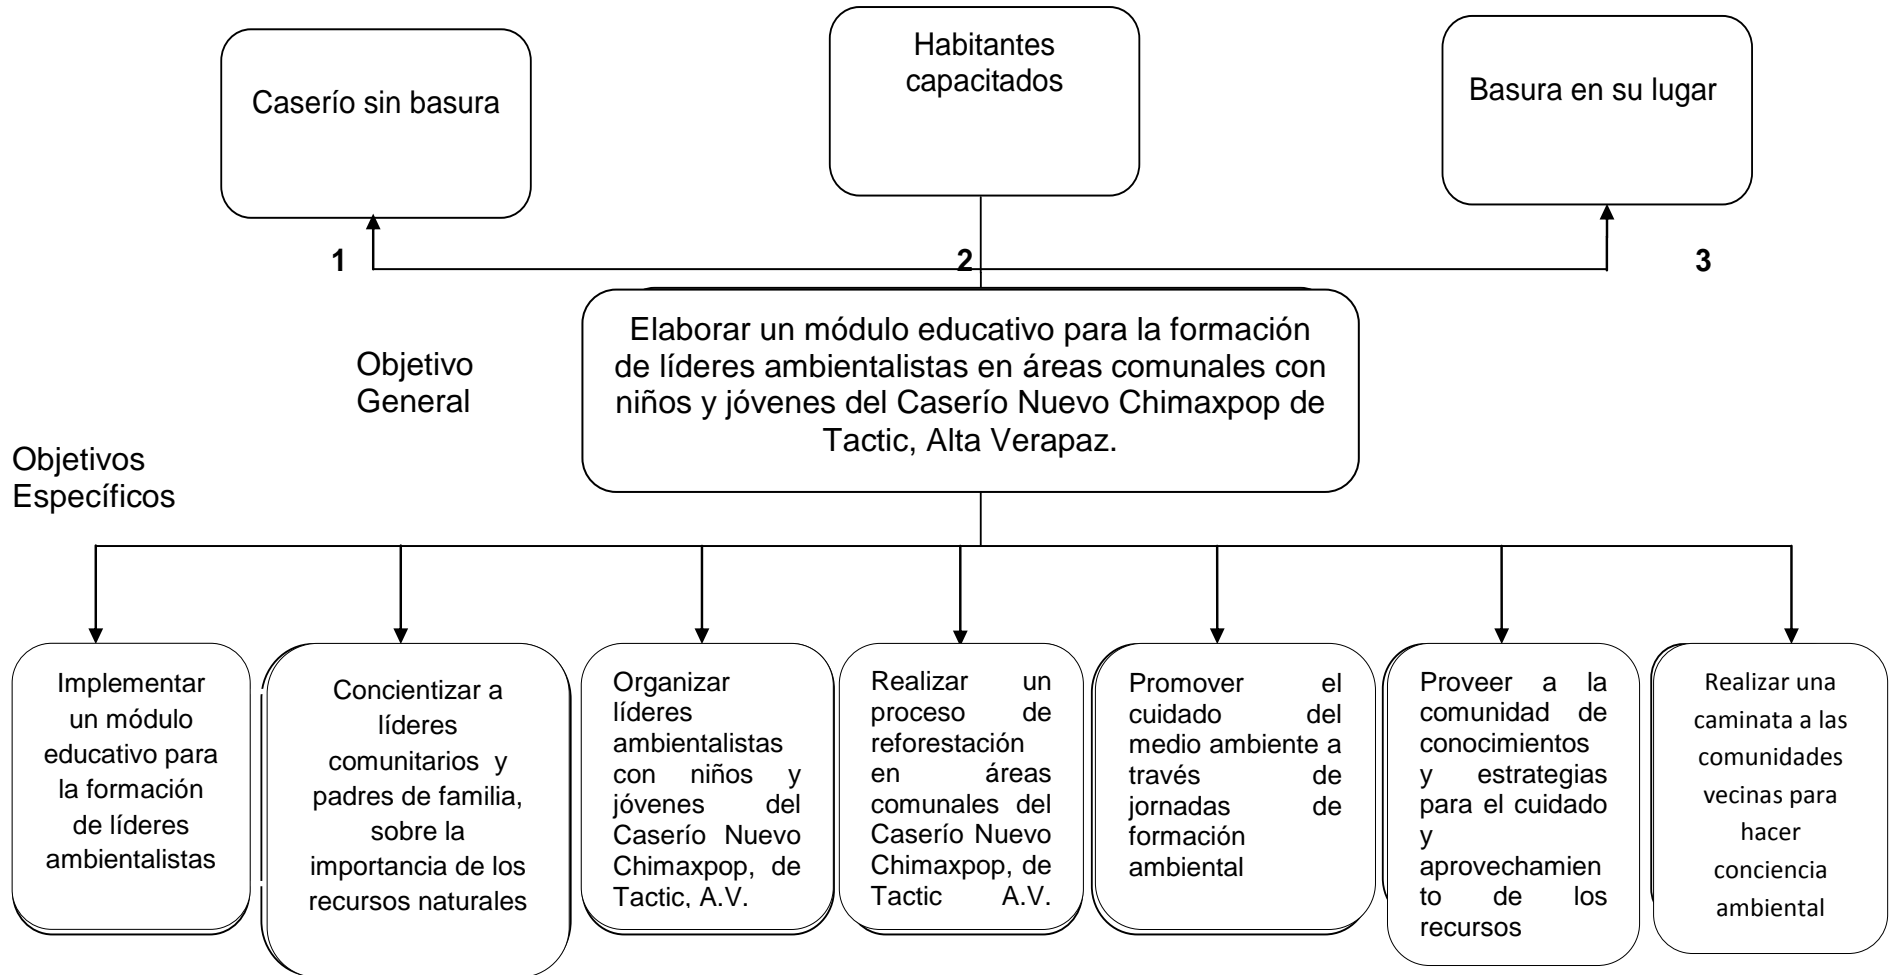 Caserío sin basura
Habitantes
capacitados
Basura en su lugar
1
2
3
Objetivo
General
Elaborar un módulo educativo para la formación
de líderes ambientalistas en áreas comunales con
niños y jóvenes del Caserío Nuevo Chimaxpop de
Tactic, Alta Verapaz.
Objetivos
Específicos
Implementar
un módulo
educativo para
la formación
de líderes
ambientalistas
Concientizar a
líderes
comunitarios y
padres de familia,
sobre la
importancia de los
recursos naturales
Organizar
líderes
ambientalistas
con niños y
jóvenes del
Caserío Nuevo
Chimaxpop, de
Tactic, A.V.
Realizar un
proceso de
reforestación
en áreas
comunales del
Caserío Nuevo
Chimaxpop, de
Tactic A.V.
Promover el
cuidado del
medio ambiente a
través de
jornadas de
formación
ambiental
Proveer a la
comunidad de
conocimientos
y estrategias
para el cuidado
y
aprovechamien
to de los
recursos
Realizar una
caminata a las
comunidades
vecinas para
hacer
conciencia
ambiental